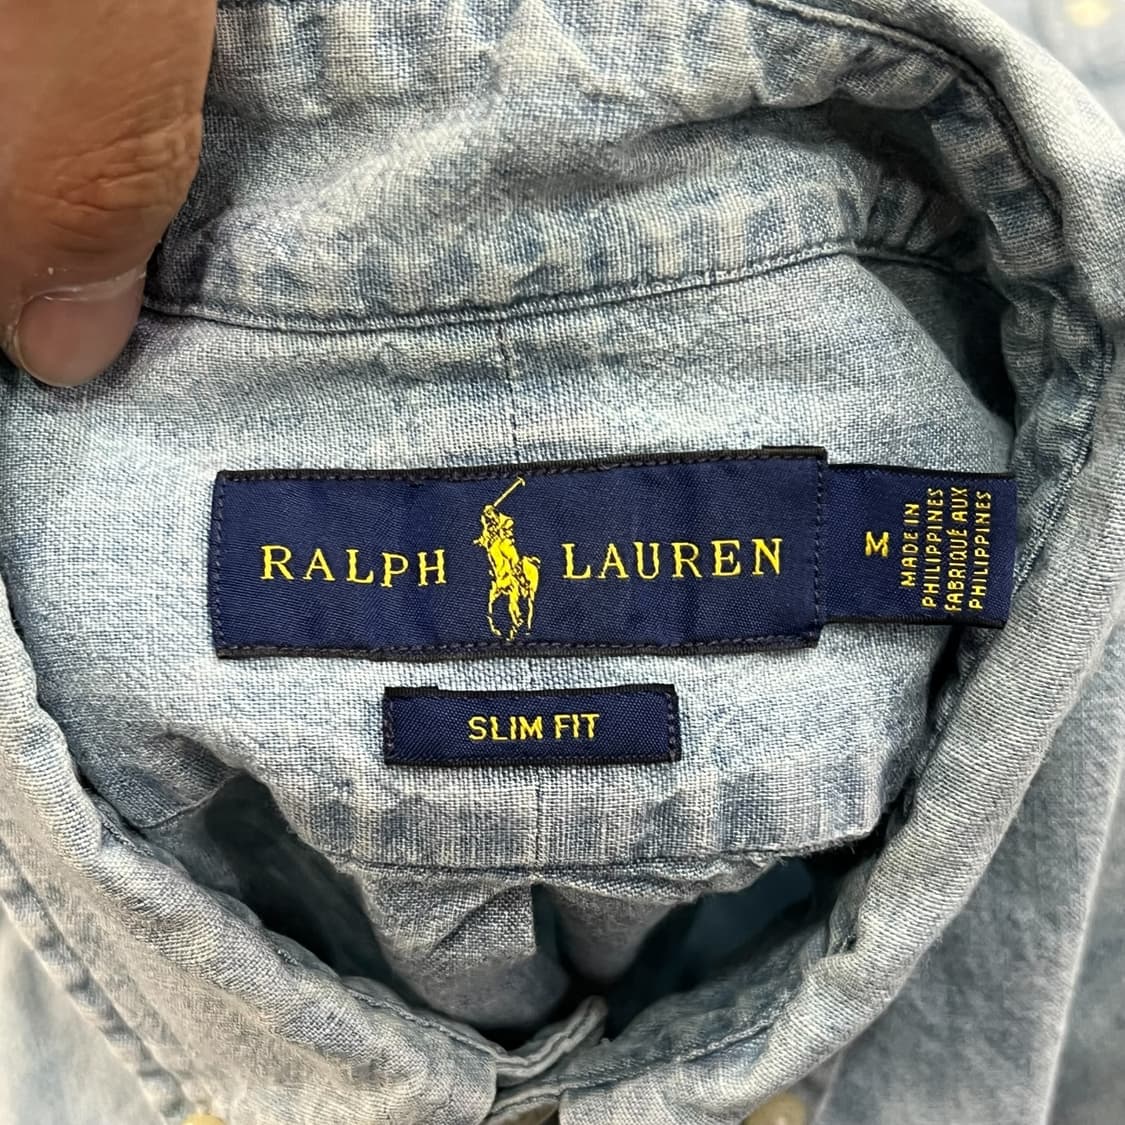 RALPH LAUREN
SLIM FIT
M
MADE IN
PHILIPPINES
FABRIQUÉ AUX
PHILIPPINES